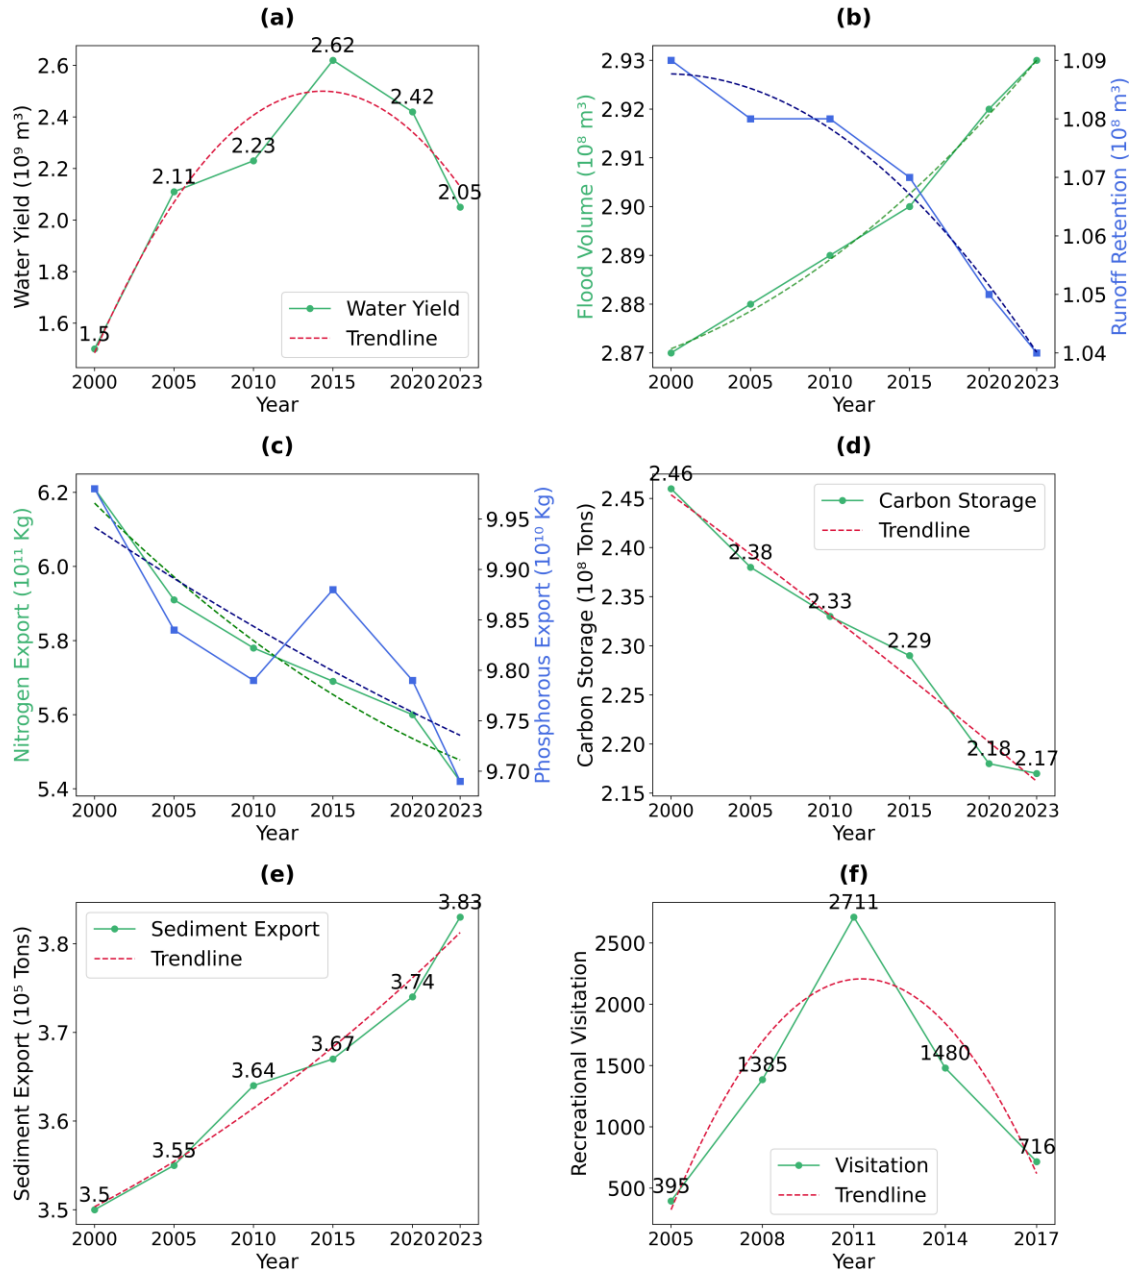 (a)
Water Yield (10⁹ m³)
2.6
2.4
2.2
2.0
1.8
1.6
1.5
2.11
2.23
2.62
2.42
2.05
Water Yield
Trendline
2000 2005 2010 2015 2020 2023
Year
(b)
Flood Volume (10⁸ m³)
2.93
2.92
2.91
2.90
2.89
2.88
2.87
1.09
1.08
1.07
1.06
1.05
1.04
Runoff Retention (10⁸ m³)
2000 2005 2010 2015 2020 2023
Year
(c)
Nitrogen Export (10¹¹ Kg)
6.2
6.0
5.8
5.6
5.4
9.95
9.90
9.85
9.80
9.75
9.70
Phosphorous Export (10¹⁰ Kg)
2000 2005 2010 2015 2020 2023
Year
(d)
Carbon Storage (10⁸ Tons)
2.45
2.40
2.35
2.30
2.25
2.20
2.15
2.46
2.38
2.33
2.29
2.18
2.17
Carbon Storage
Trendline
2000 2005 2010 2015 2020 2023
Year
(e)
Sediment Export (10⁵ Tons)
3.8
3.7
3.6
3.5
3.5
3.55
3.64
3.67
3.74
3.83
Sediment Export
Trendline
2000 2005 2010 2015 2020 2023
Year
(f)
Recreational Visitation
2500
2000
1500
1000
500
395
1385
2711
1480
716
Visitation
Trendline
2005 2008 2011 2014 2017
Year